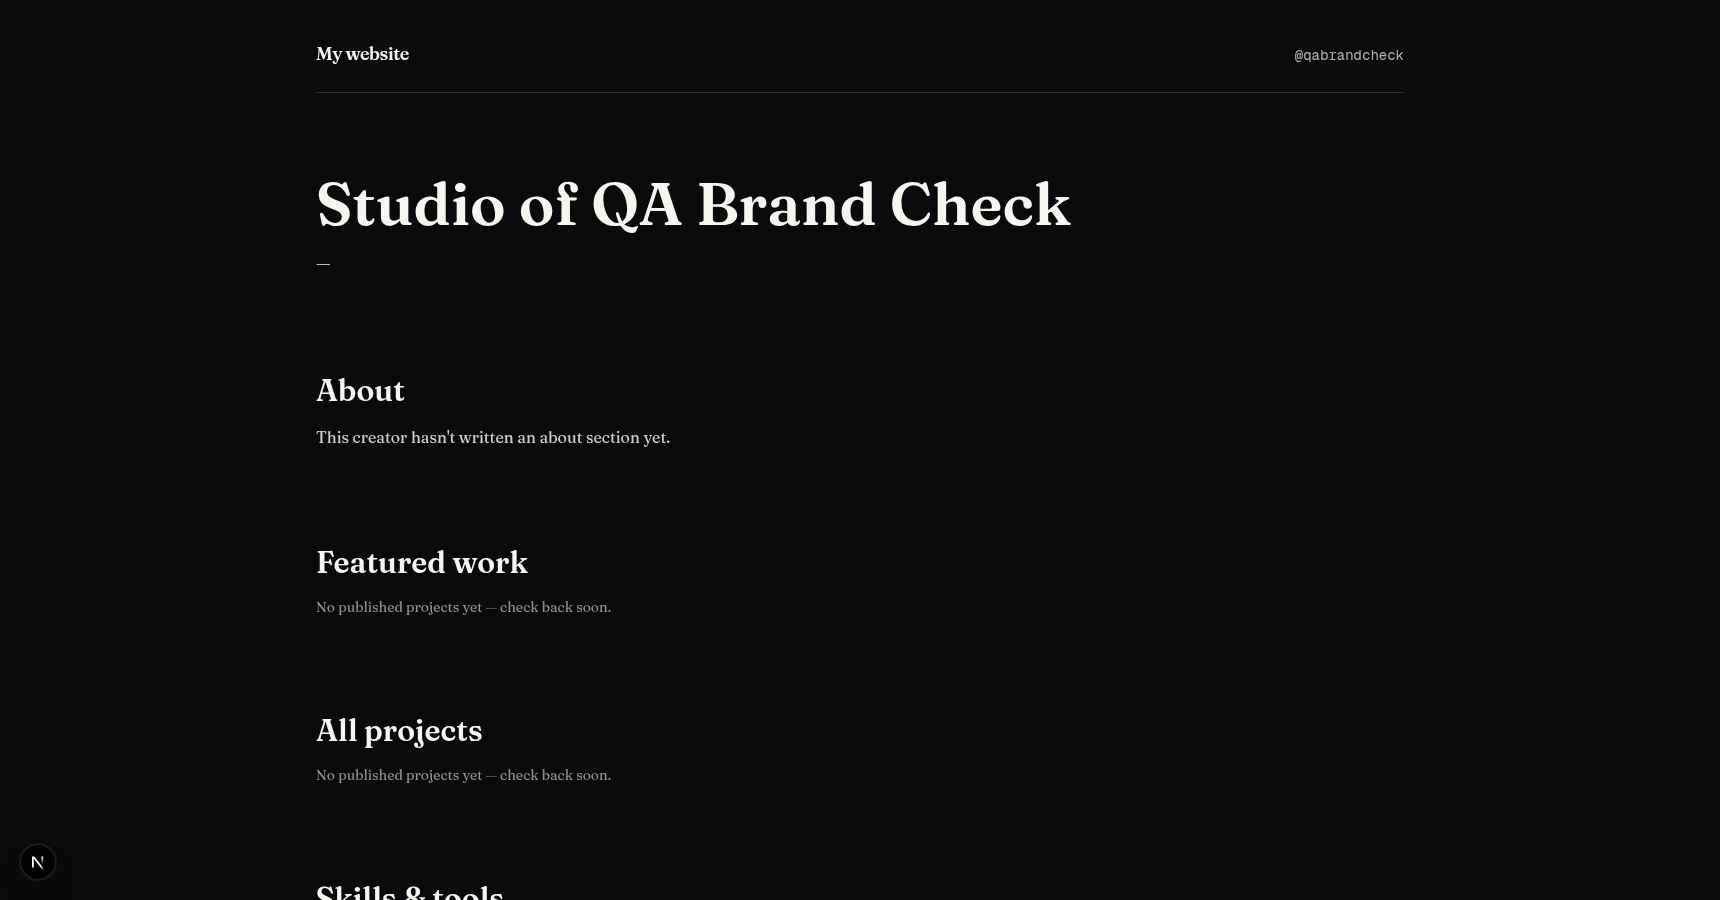 My website
@qabrandcheck
Studio of QA Brand Check
—
About
This creator hasn't written an about section yet.
Featured work
No published projects yet — check back soon.
All projects
No published projects yet — check back soon.
Skills & tools
N